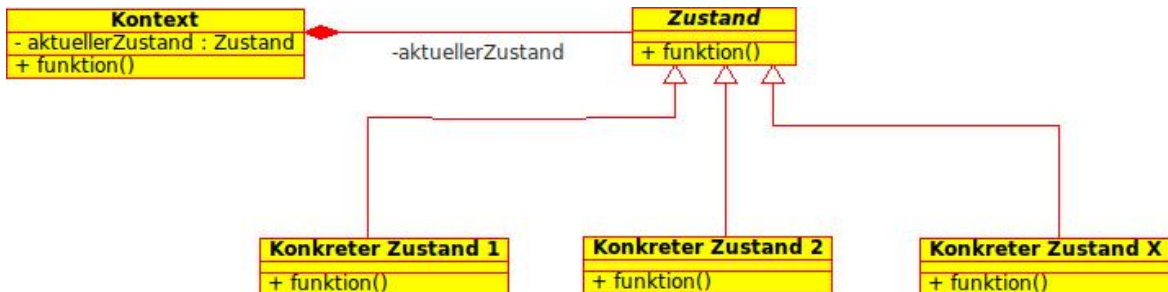 Kontext
- aktuellerZustand : Zustand
+ funktion()
-aktuellerZustand
Zustand
+ funktion()
Konkreter Zustand 1
+ funktion()
Konkreter Zustand 2
+ funktion()
Konkreter Zustand X
+ funktion()